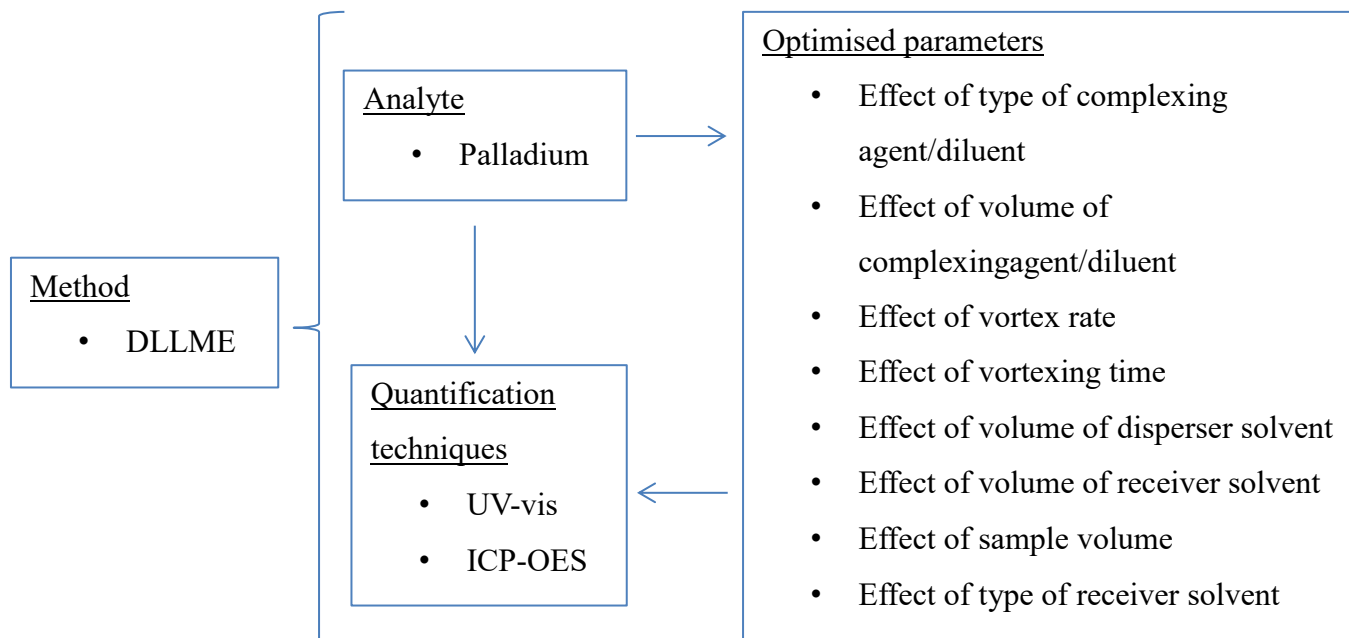 Method
• DLLME
Analyte
• Palladium
Quantification
techniques
• UV-vis
• ICP-OES
Optimised parameters
• Effect of type of complexing
agent/diluent
• Effect of volume of
complexingagent/diluent
• Effect of vortex rate
• Effect of vortexing time
• Effect of volume of disperser solvent
• Effect of volume of receiver solvent
• Effect of sample volume
• Effect of type of receiver solvent